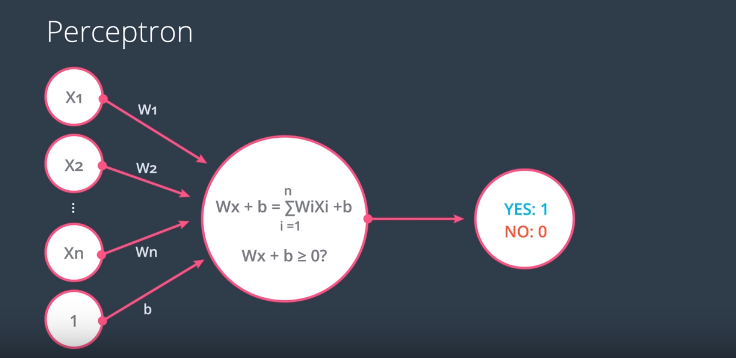 Perceptron
X1
W1
X2
W2
⋮
n
Wx + b = ∑WiXi +b
i =1
Wx + b ≥ 0?
YES: 1
NO: 0
Xn
Wn
1
b